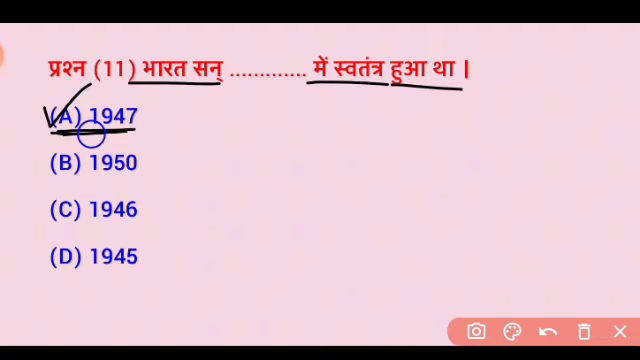 प्रश्न (11) भारत सन् ............. में स्वतंत्र हुआ था |
(A) 1947
(B) 1950
(C) 1946
(D) 1945